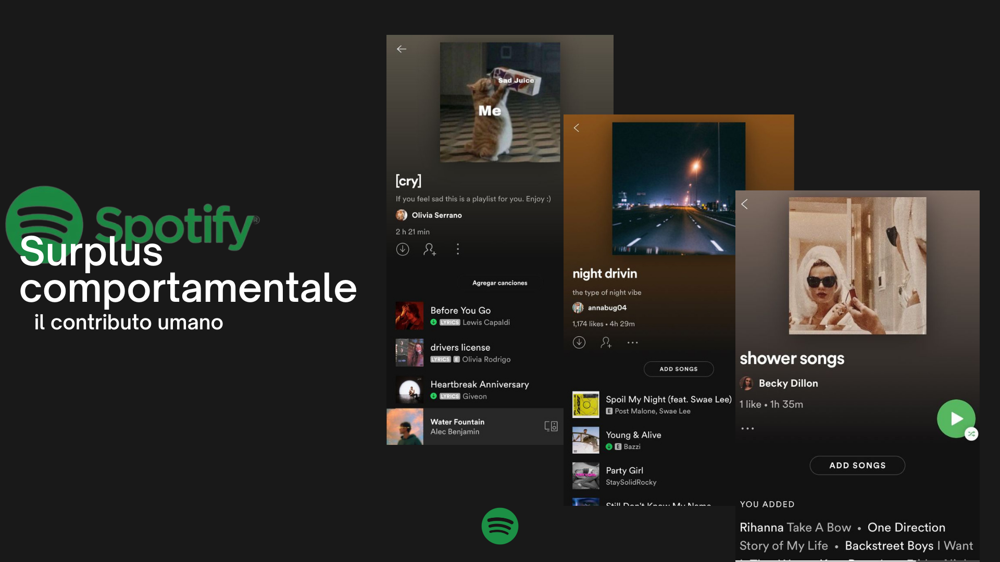 Spotify®
Surplus
comportamentale
il contributo umano
Sad Juice
Me
[cry]
If you feel sad this is a playlist for you. Enjoy :)
Olivia Serrano
2 h 21 min
Agregar canciones
Before You Go
LYRICS Lewis Capaldi
drivers license
LYRICS E Olivia Rodrigo
Heartbreak Anniversary
LYRICS Giveon
Water Fountain
Alec Benjamin
night drivin
the type of night vibe
annabug04
1,174 likes • 4h 29m
ADD SONGS
Spoil My Night (feat. Swae Lee)
E Post Malone, Swae Lee
Young & Alive
E Bazzi
Party Girl
StaySolidRocky
Still Don't Know My Name
shower songs
Becky Dillon
1 like • 1h 35m
ADD SONGS
YOU ADDED
Rihanna Take A Bow • One Direction
Story of My Life • Backstreet Boys I Want